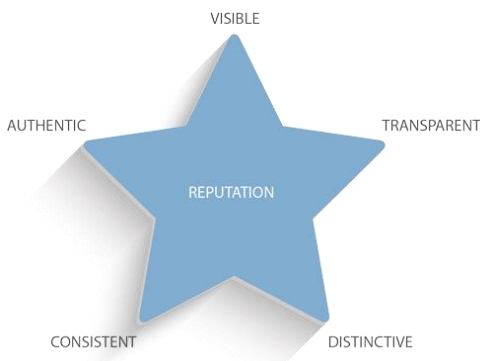 VISIBLE
AUTHENTIC
TRANSPARENT
REPUTATION
CONSISTENT
DISTINCTIVE